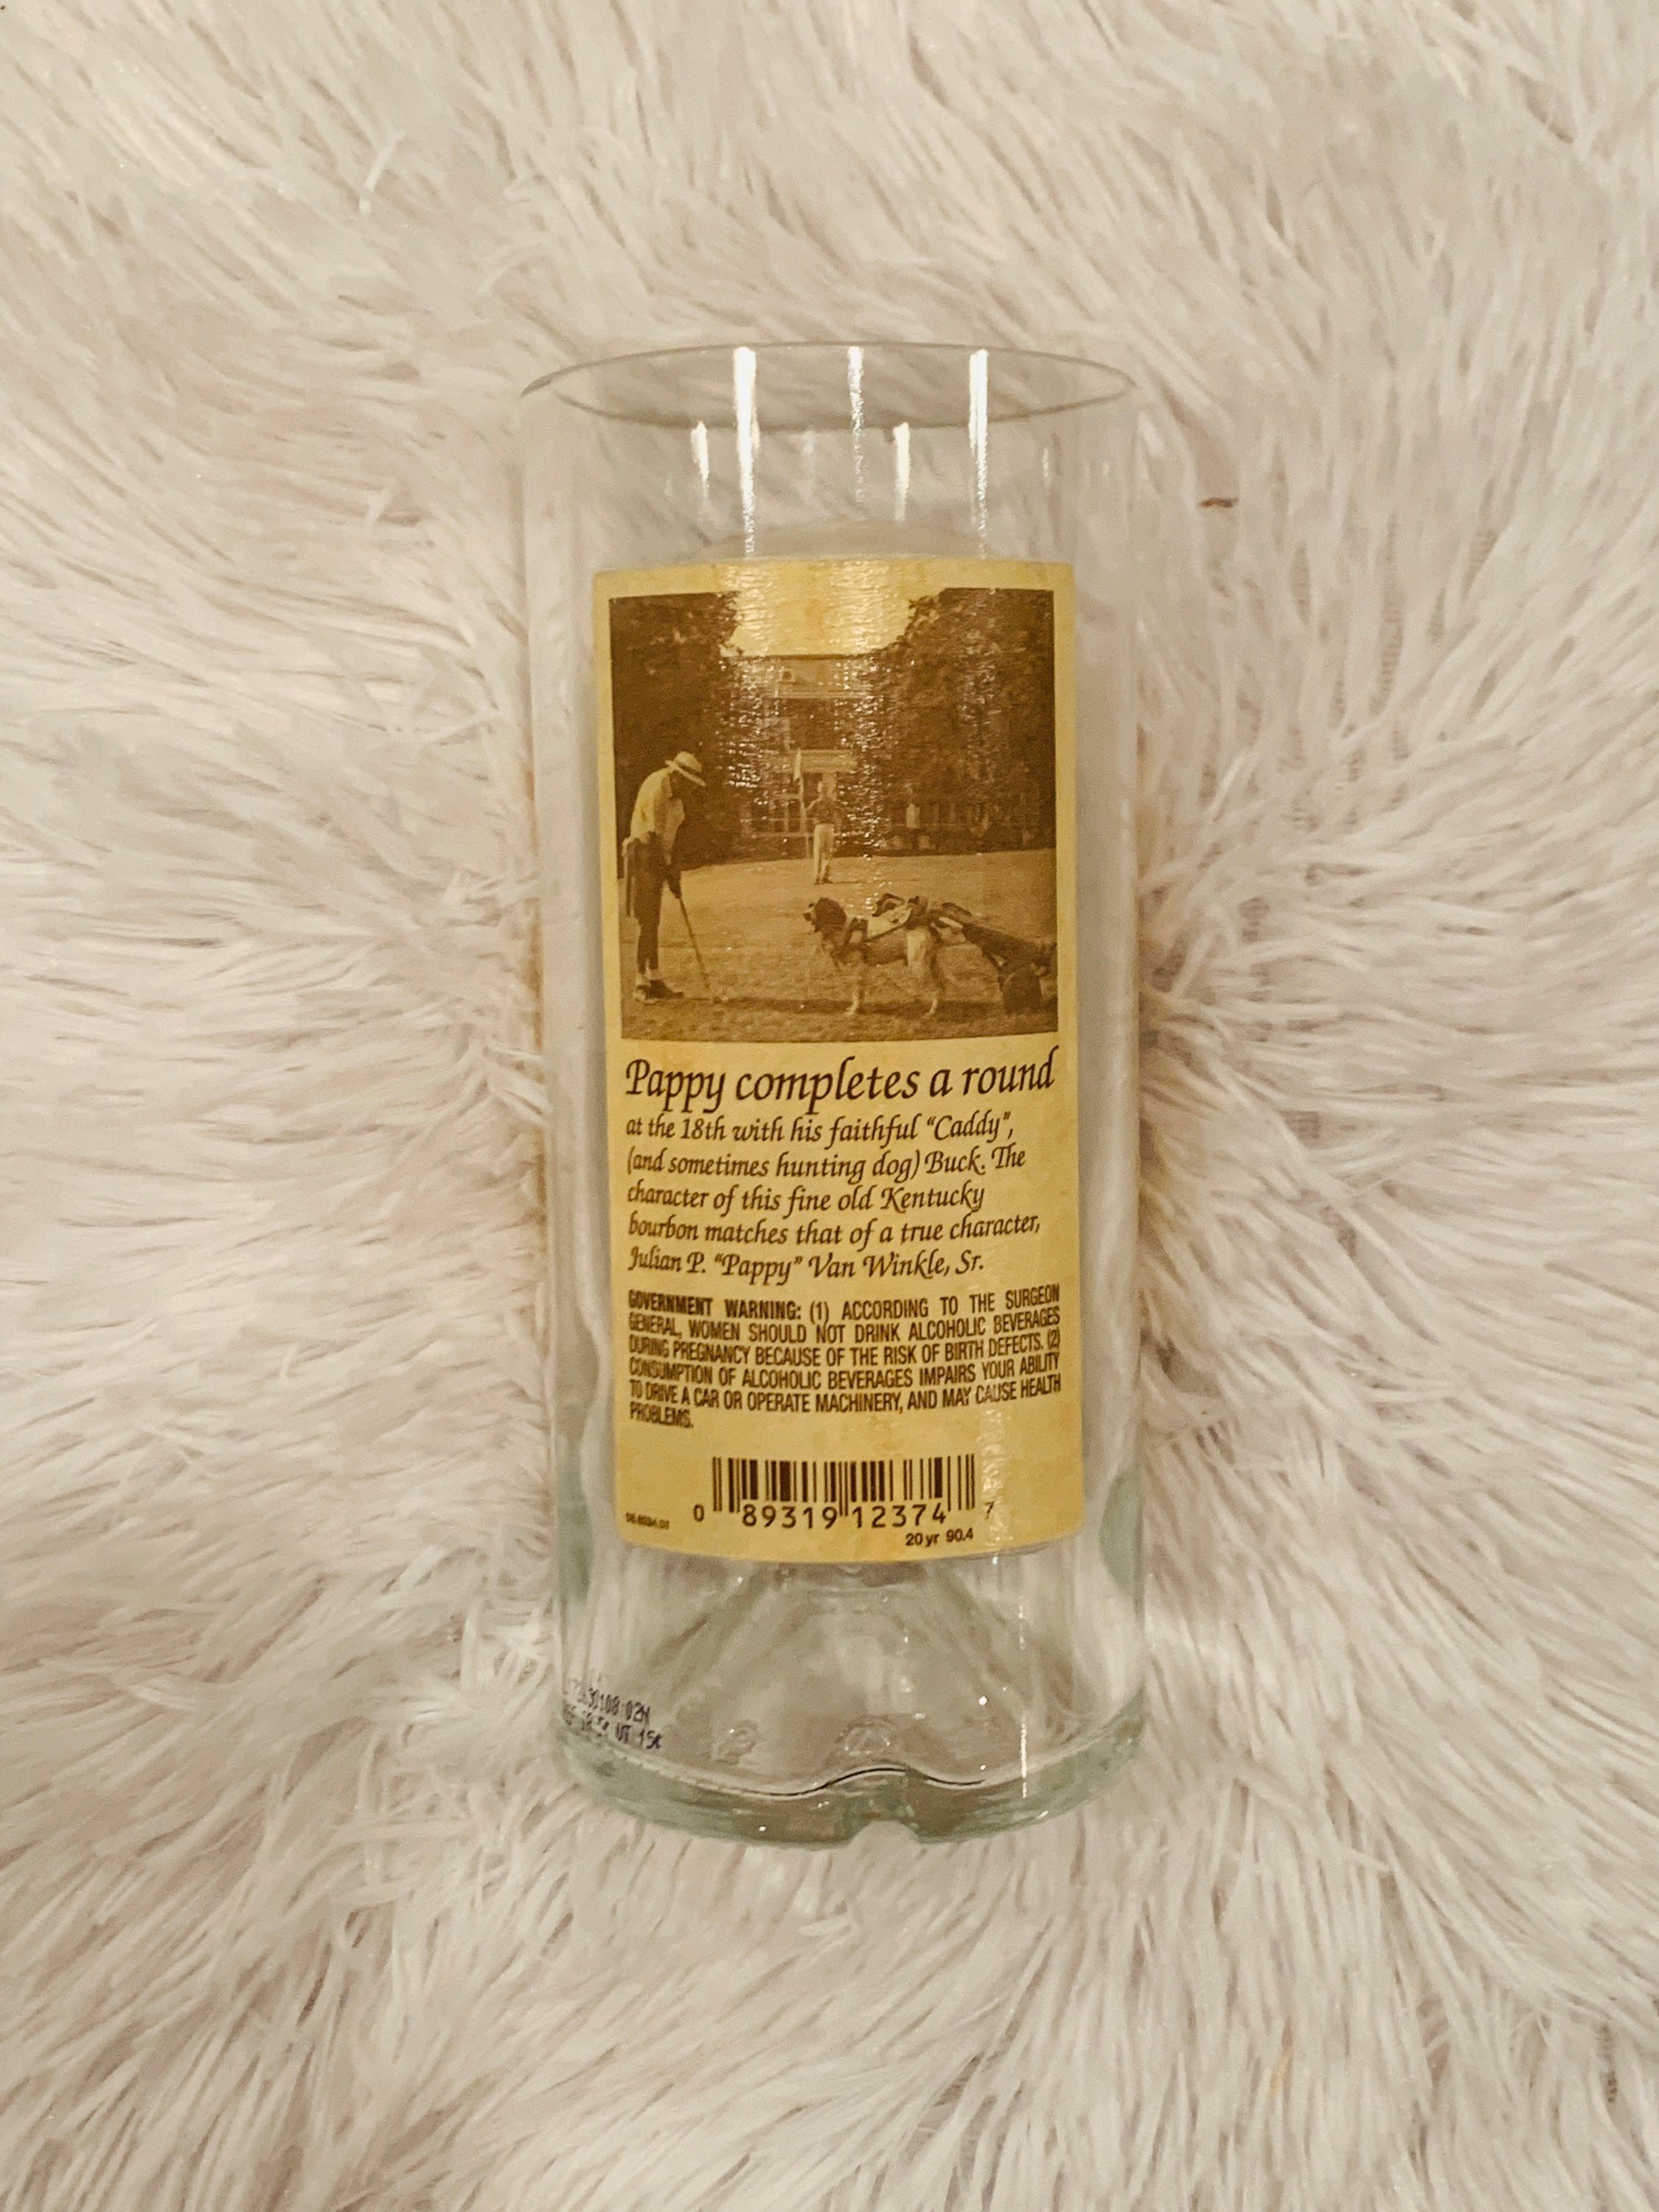 Pappy completes a round
at the 18th with his faithful “Caddy”,
(and sometimes hunting dog) Buck. The
character of this fine old Kentucky
bourbon matches that of a true character,
Julian P. “Pappy” Van Winkle, Sr.
GOVERNMENT WARNING: (1) ACCORDING TO THE SURGEON
GENERAL, WOMEN SHOULD NOT DRINK ALCOHOLIC BEVERAGES
DURING PREGNANCY BECAUSE OF THE RISK OF BIRTH DEFECTS. (2)
CONSUMPTION OF ALCOHOLIC BEVERAGES IMPAIRS YOUR ABILITY
TO DRIVE A CAR OR OPERATE MACHINERY, AND MAY CAUSE HEALTH
PROBLEMS.
0 89319 12374 7
20 yr 90.4